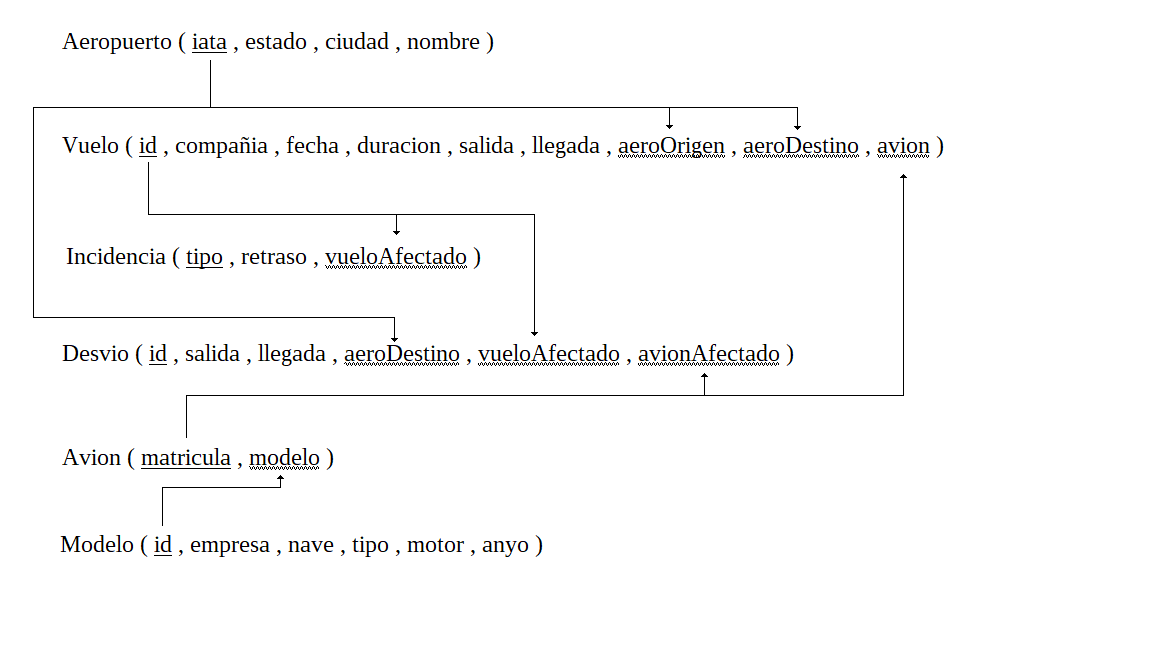 Aeropuerto ( iata , estado , ciudad , nombre )
Vuelo ( id , compañia , fecha , duracion , salida , llegada , aeroOrigen , aeroDestino , avion )
Incidencia ( tipo , retraso , vueloAfectado )
Desvio ( id , salida , llegada , aeroDestino , vueloAfectado , avionAfectado )
Avion ( matricula , modelo )
Modelo ( id , empresa , nave , tipo , motor , anyo )